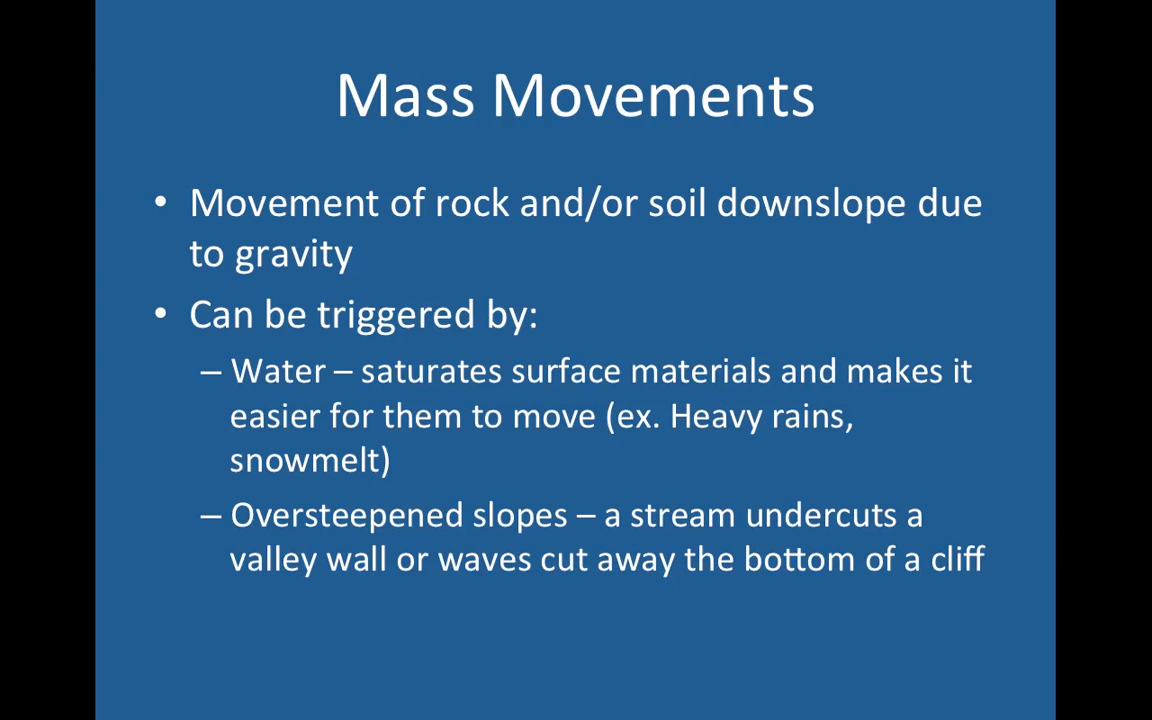 Mass Movements
• Movement of rock and/or soil downslope due
to gravity
• Can be triggered by:
– Water – saturates surface materials and makes it
easier for them to move (ex. Heavy rains,
snowmelt)
– Oversteepened slopes – a stream undercuts a
valley wall or waves cut away the bottom of a cliff